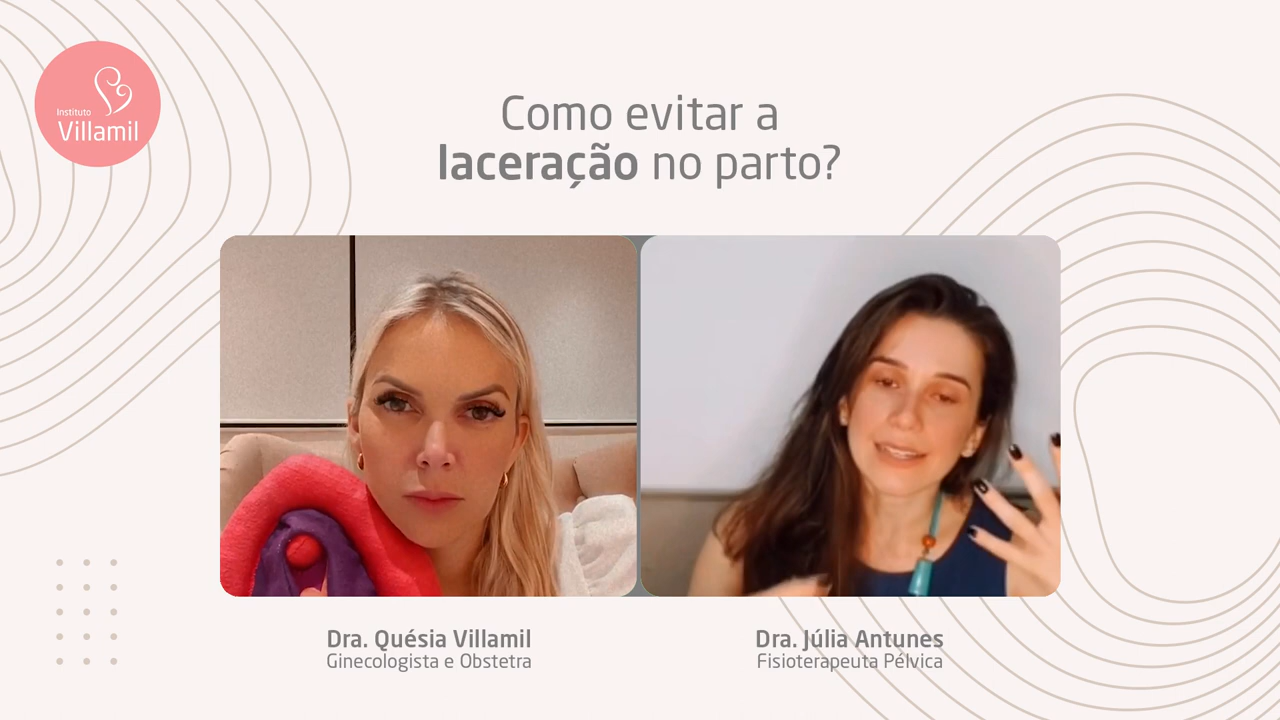 Instituto
Villamil
Como evitar a
laceração no parto?
Dra. Quésia Villamil
Ginecologista e Obstetra
Dra. Júlia Antunes
Fisioterapeuta Pélvica